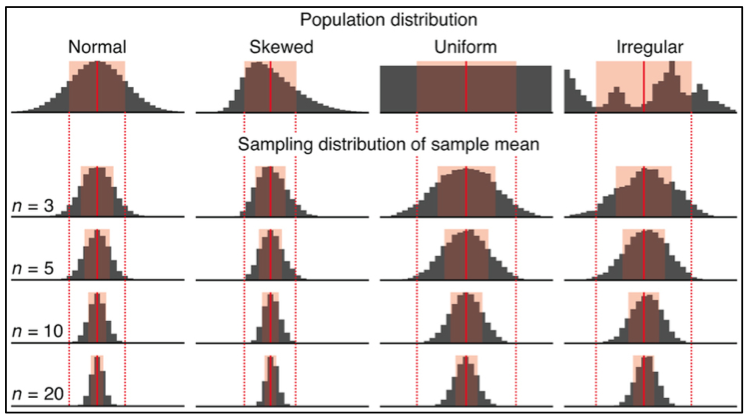 Population distribution
Normal Skewed Uniform Irregular
Sampling distribution of sample mean
n = 3
n = 5
n = 10
n = 20